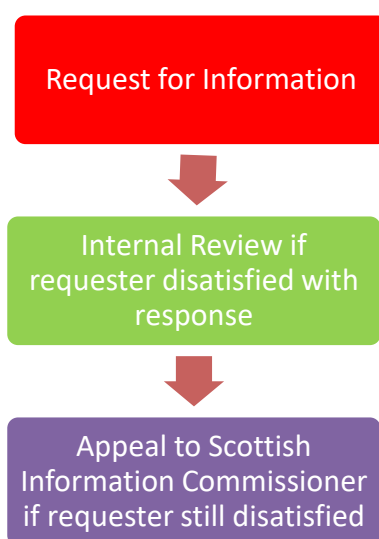 Request for Information
Internal Review if
requester disatisfied with
response
Appeal to Scottish
Information Commissioner
if requester still disatisfied